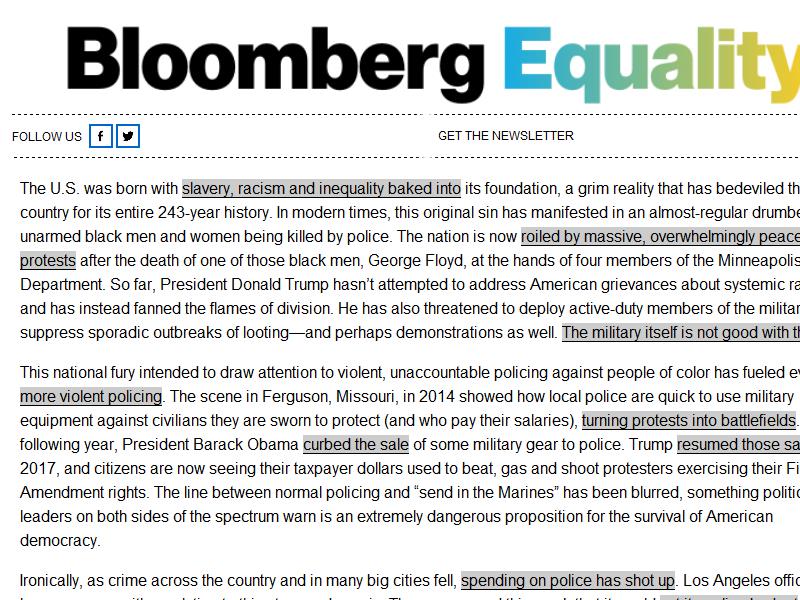 Bloomberg Equality
FOLLOW US
GET THE NEWSLETTER
The U.S. was born with slavery, racism and inequality baked into its foundation, a grim reality that has bedeviled th
country for its entire 243-year history. In modern times, this original sin has manifested in an almost-regular drumbe
unarmed black men and women being killed by police. The nation is now roiled by massive, overwhelmingly peace
protests after the death of one of those black men, George Floyd, at the hands of four members of the Minneapolis
Department. So far, President Donald Trump hasn’t attempted to address American grievances about systemic ra
and has instead fanned the flames of division. He has also threatened to deploy active-duty members of the militar
suppress sporadic outbreaks of looting—and perhaps demonstrations as well. The military itself is not good with th
This national fury intended to draw attention to violent, unaccountable policing against people of color has fueled ev
more violent policing. The scene in Ferguson, Missouri, in 2014 showed how local police are quick to use military
equipment against civilians they are sworn to protect (and who pay their salaries), turning protests into battlefields.
following year, President Barack Obama curbed the sale of some military gear to police. Trump resumed those sa
2017, and citizens are now seeing their taxpayer dollars used to beat, gas and shoot protesters exercising their Fi
Amendment rights. The line between normal policing and “send in the Marines” has been blurred, something politic
leaders on both sides of the spectrum warn is an extremely dangerous proposition for the survival of American
democracy.
Ironically, as crime across the country and in many big cities fell, spending on police has shot up. Los Angeles offic